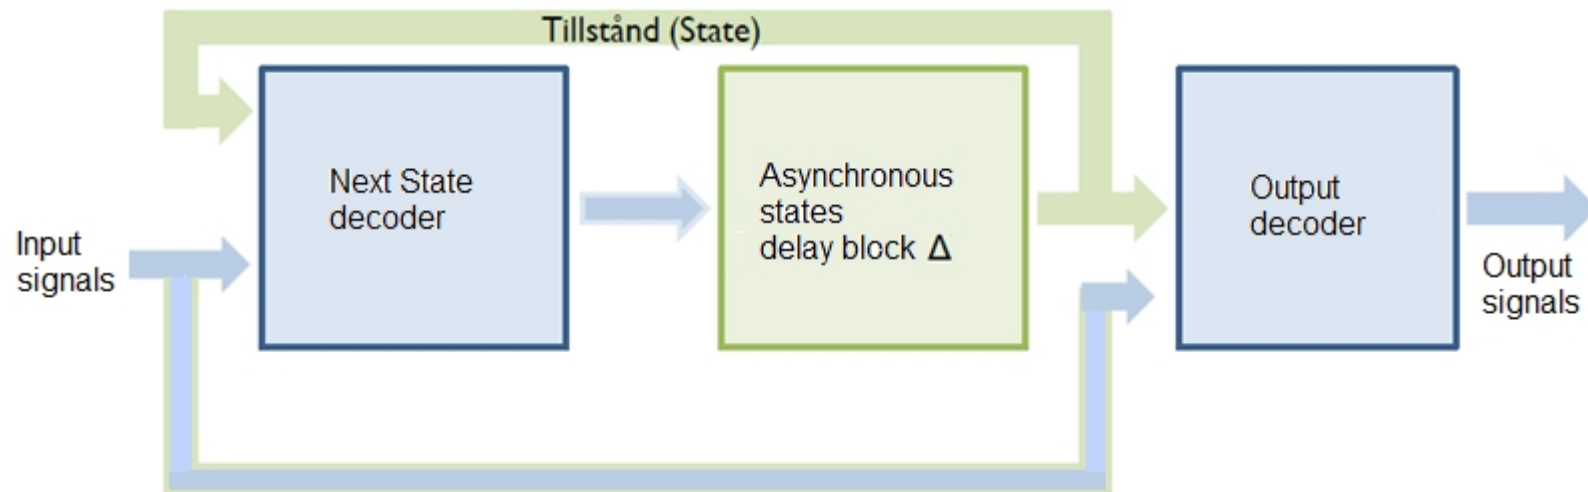 Tillstånd (State)
Next State
decoder
Asynchronous
states
delay block Δ
Output
decoder
Input
signals
Output
signals